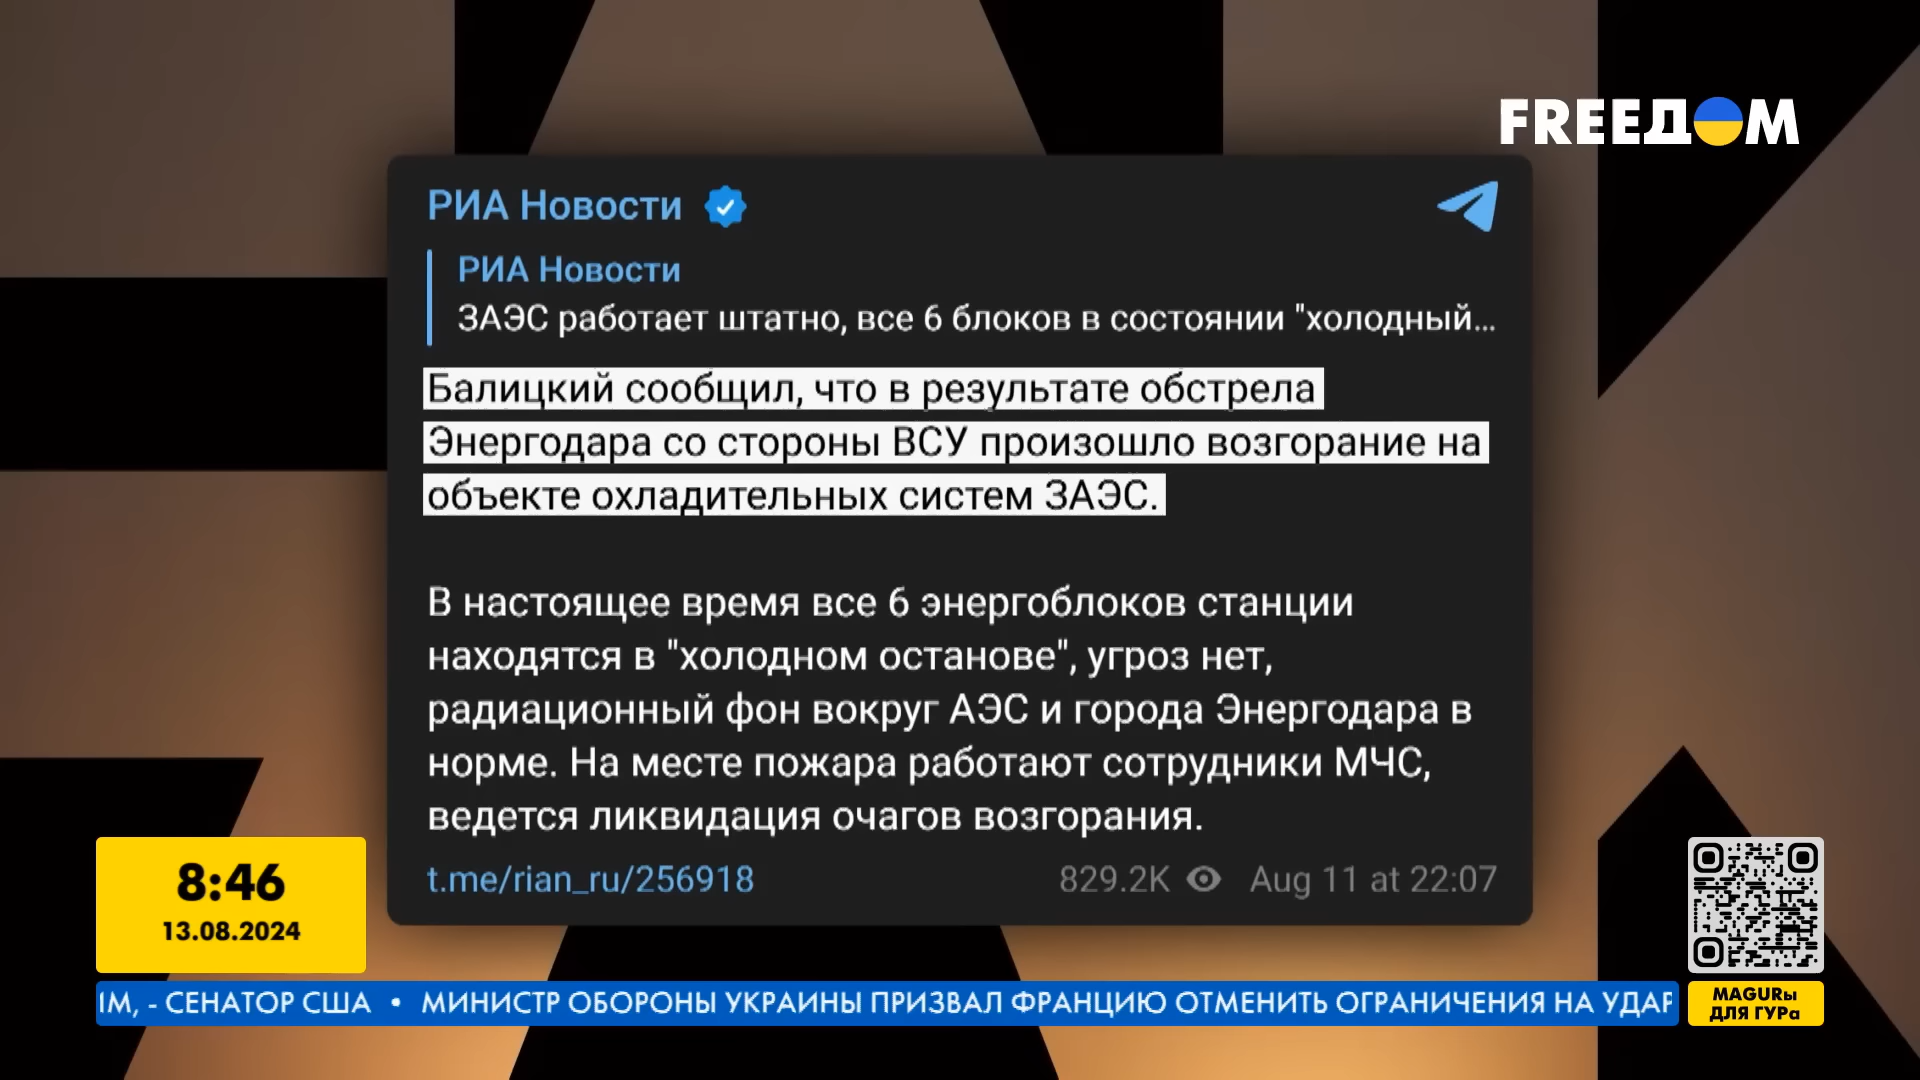 FREEДOM
РИА Новости
РИА Новости
ЗАЭС работает штатно, все 6 блоков в состоянии "холодный...
Балицкий сообщил, что в результате обстрела
Энергодара со стороны ВСУ произошло возгорание на
объекте охладительных систем ЗАЭС.
В настоящее время все 6 энергоблоков станции
находятся в "холодном останове", угроз нет,
радиационный фон вокруг АЭС и города Энергодара в
норме. На месте пожара работают сотрудники МЧС,
ведется ликвидация очагов возгорания.
t.me/rian_ru/256918 829.2K Aug 11 at 22:07
8:46
13.08.2024
ІМ, - СЕНАТОР США • МИНИСТР ОБОРОНЫ УКРАИНЫ ПРИЗВАЛ ФРАНЦИЮ ОТМЕНИТЬ ОГРАНИЧЕНИЯ НА УДАР
MAGURы
ДЛЯ ГУРа